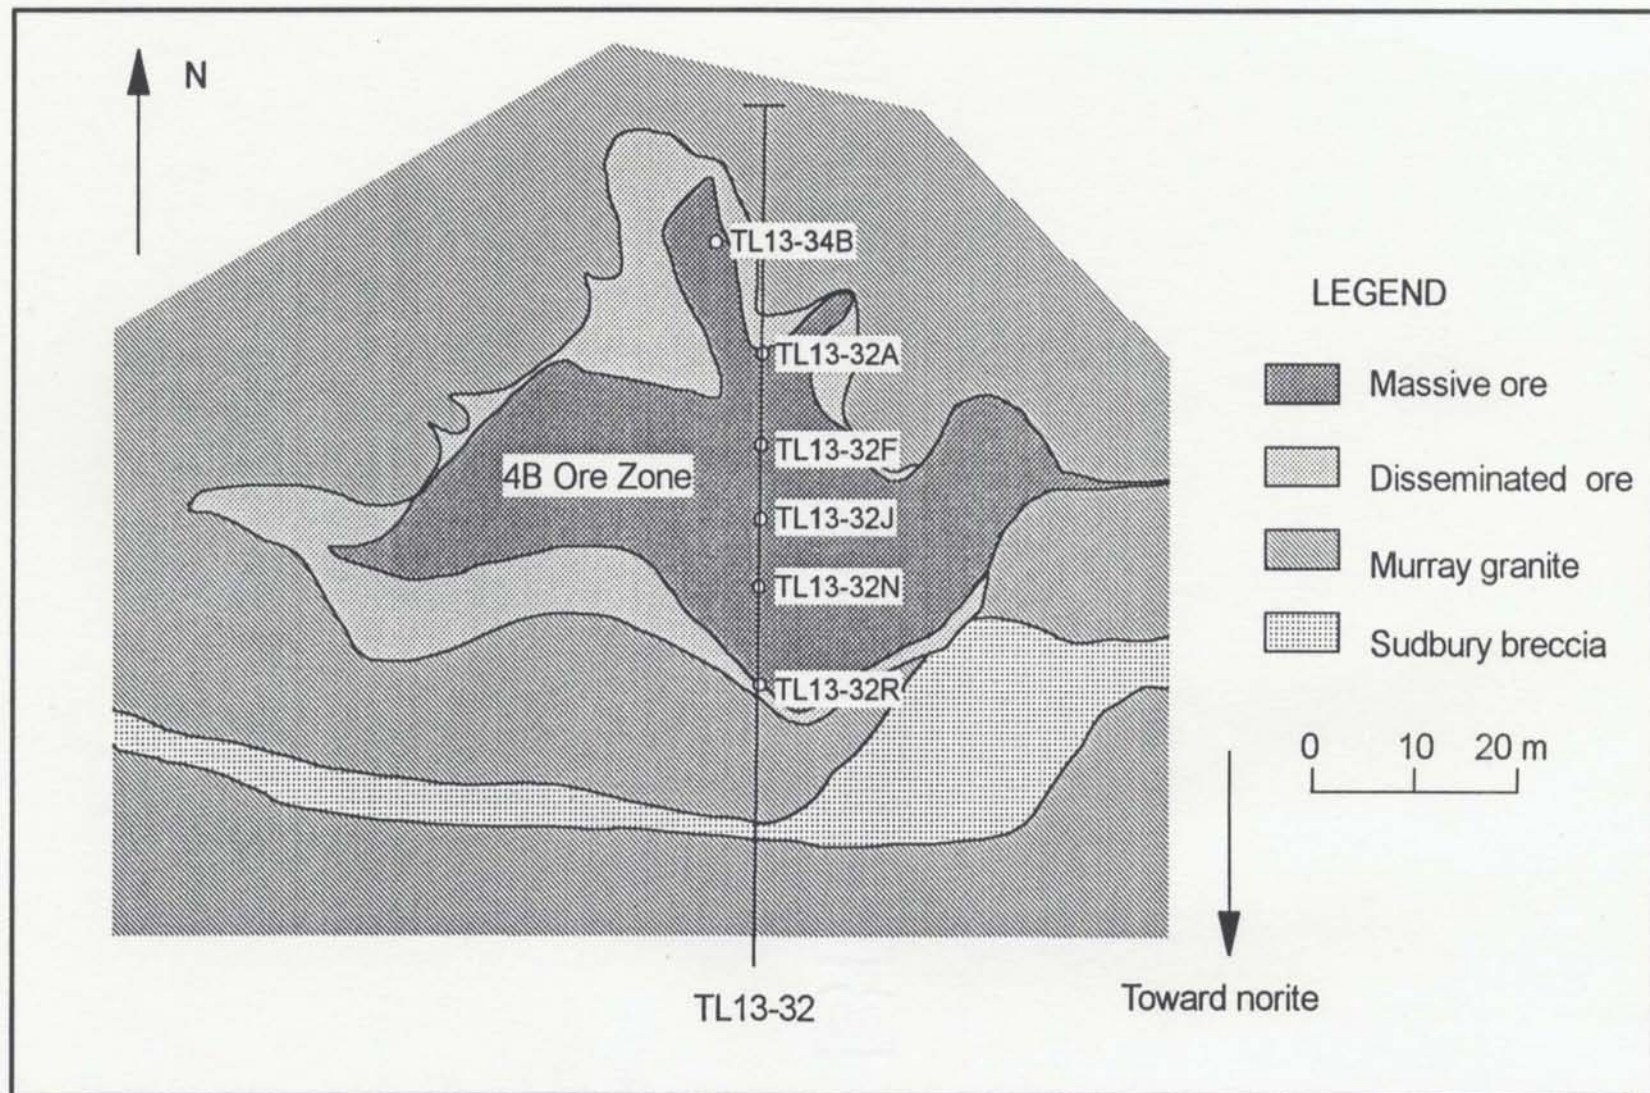 N
TL13-34B
TL13-32A
TL13-32F
4B Ore Zone
TL13-32J
TL13-32N
TL13-32R
TL13-32
LEGEND
Massive ore
Disseminated ore
Murray granite
Sudbury breccia
0 10 20 m
Toward norite